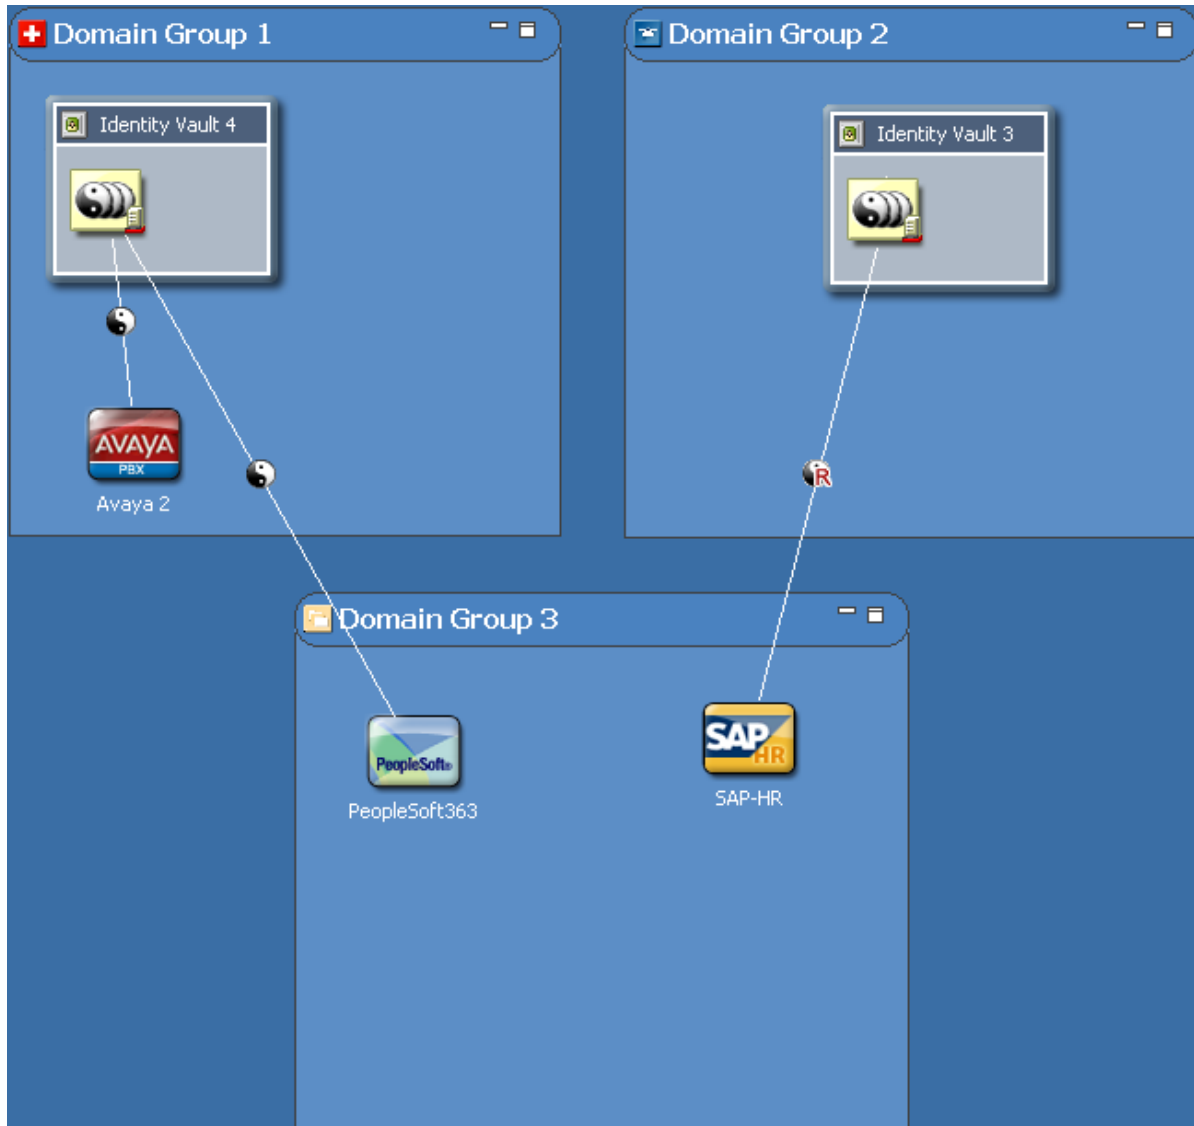 Domain Group 1
Domain Group 2
Identity Vault 4
Identity Vault 3
R
AVAYA
PBX
Avaya 2
Domain Group 3
PeopleSoft®
PeopleSoft363
SAP
HR
SAP-HR